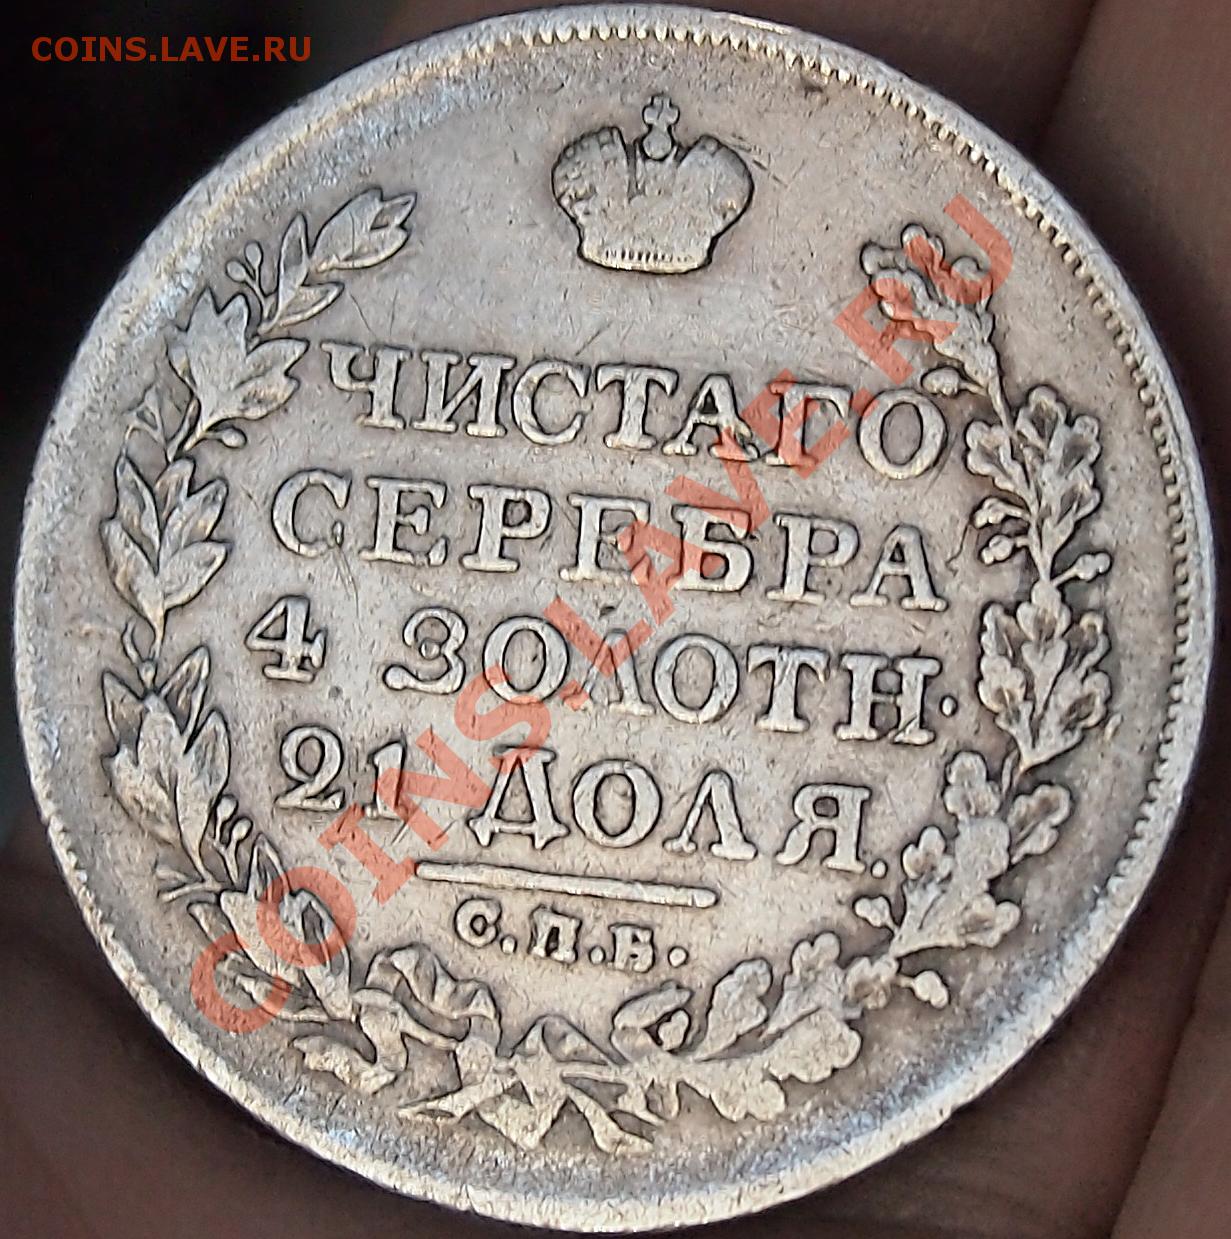 COINS.LAVE.RU
ЧИСТАГО
СЕРЕБРА
4 ЗОЛОТН.
21 ДОЛЯ.
С.П.Б.
COINS.LAVE.RU